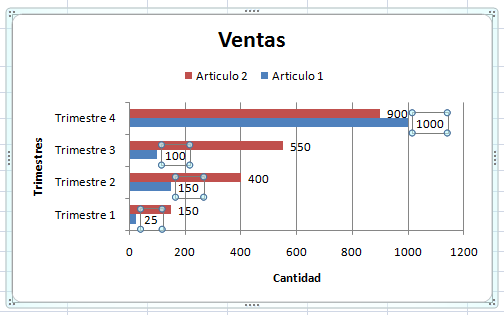 Ventas
Articulo 2 Articulo 1
Trimestre 4 900 1000
Trimestre 3 550 100
Trimestre 2 400 150
Trimestre 1 150 25
Trimestres
0 200 400 600 800 1000 1200
Cantidad